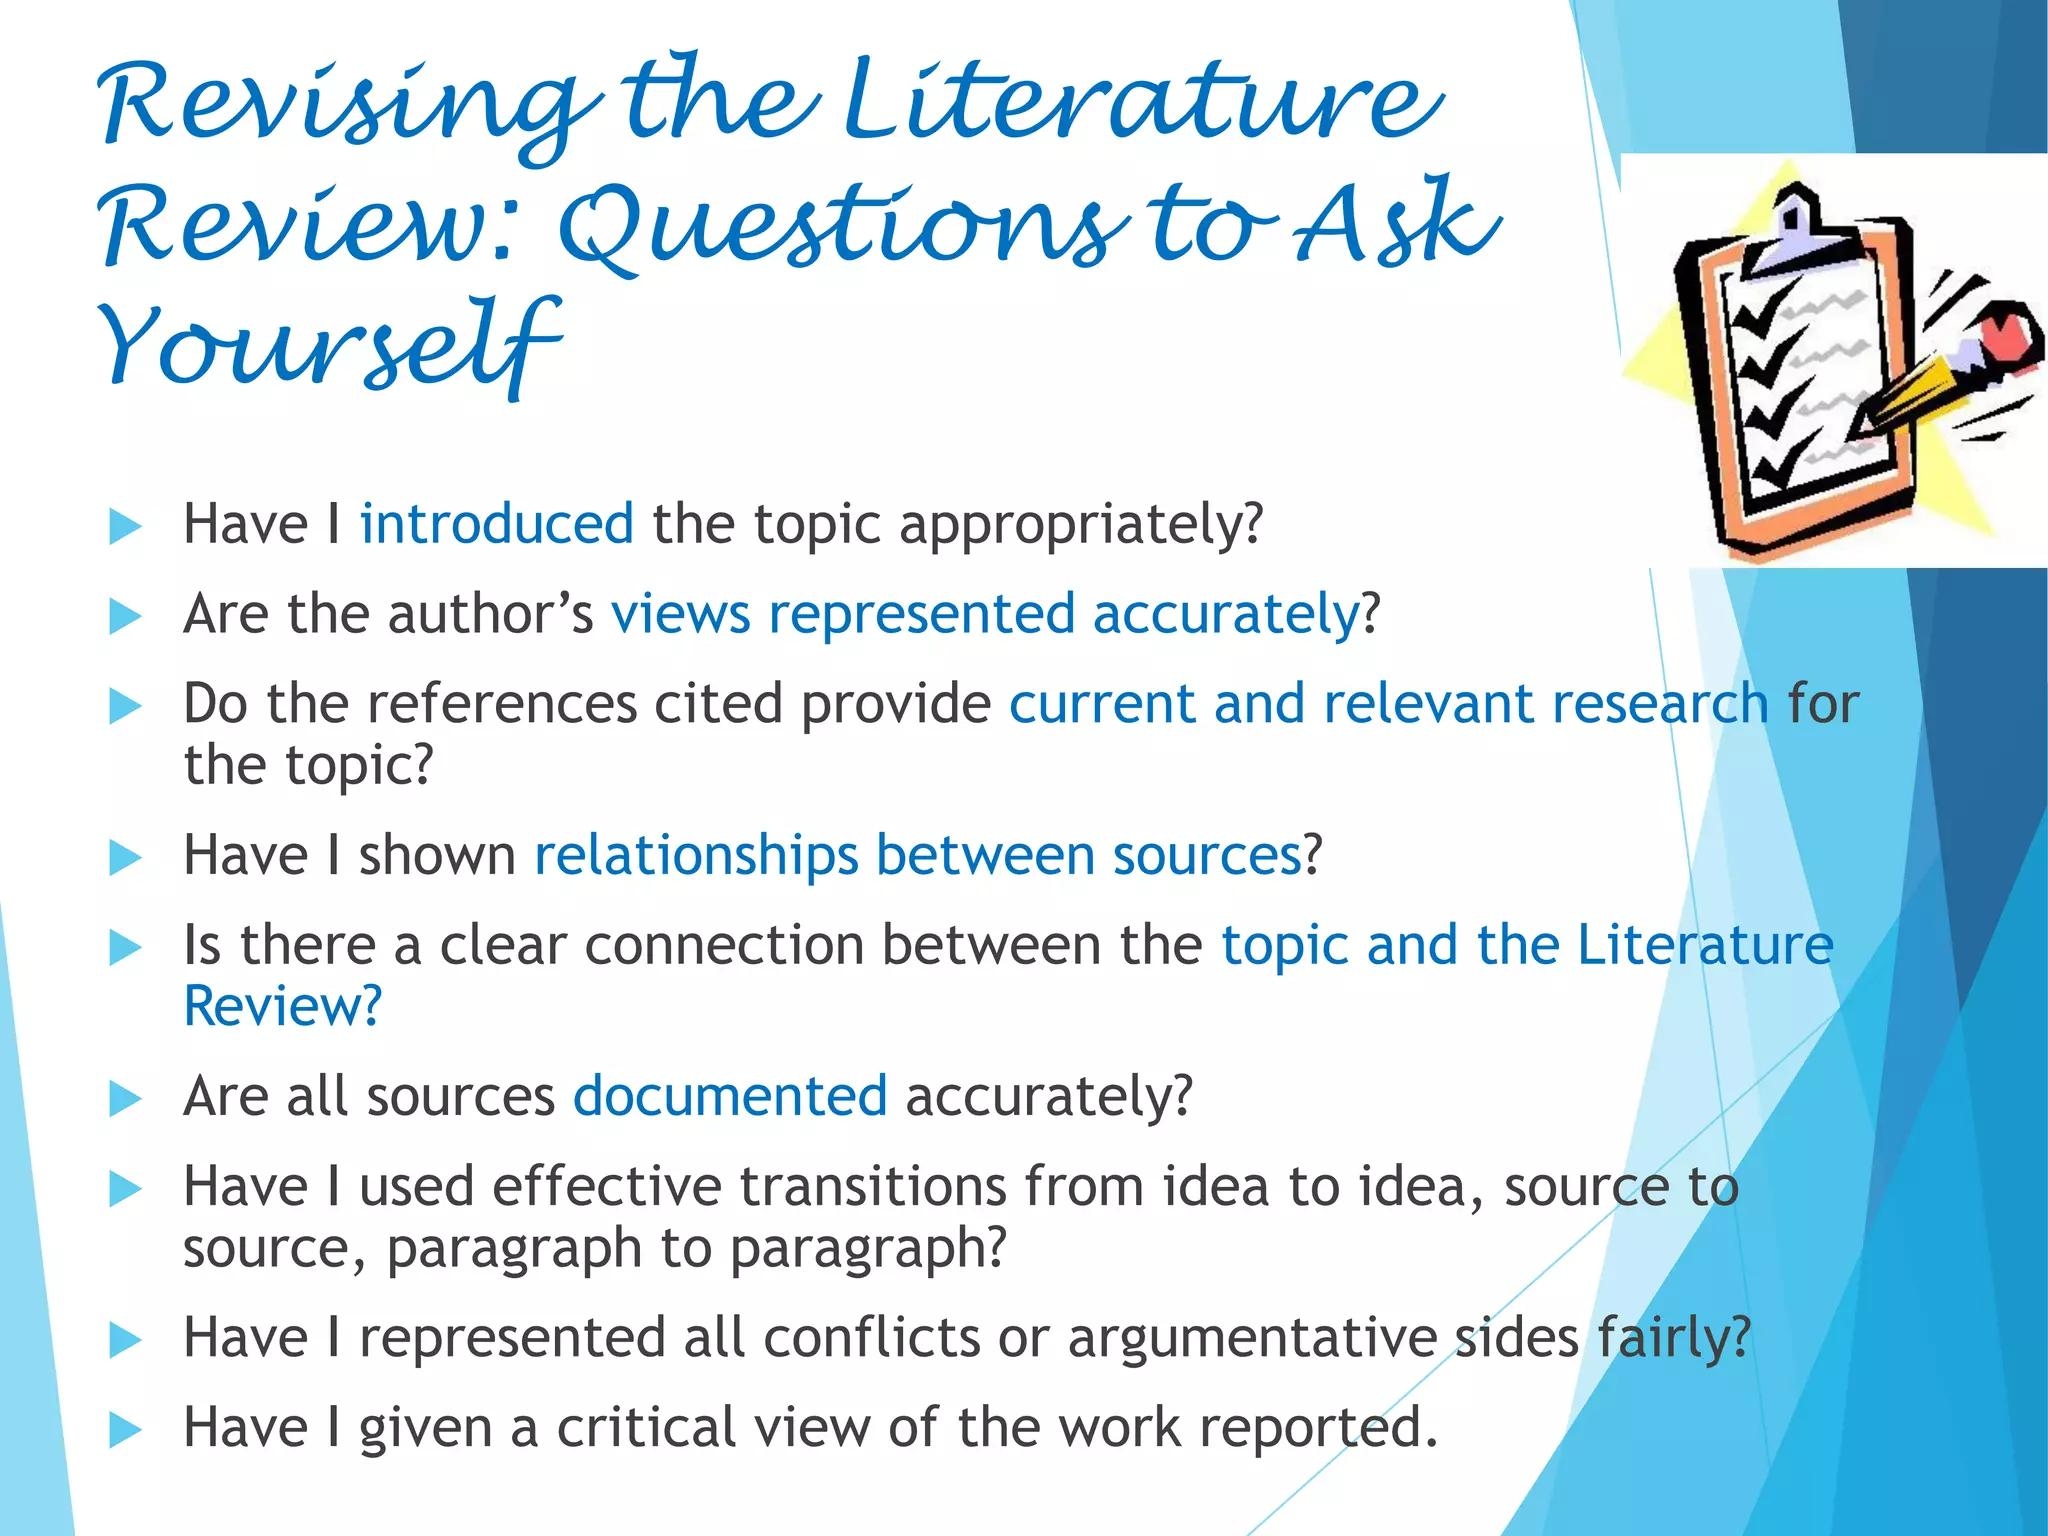 Revising the Literature
Review: Questions to Ask
Yourself
Have I introduced the topic appropriately?
Are the author’s views represented accurately?
Do the references cited provide current and relevant research for
the topic?
Have I shown relationships between sources?
Is there a clear connection between the topic and the Literature
Review?
Are all sources documented accurately?
Have I used effective transitions from idea to idea, source to
source, paragraph to paragraph?
Have I represented all conflicts or argumentative sides fairly?
Have I given a critical view of the work reported.